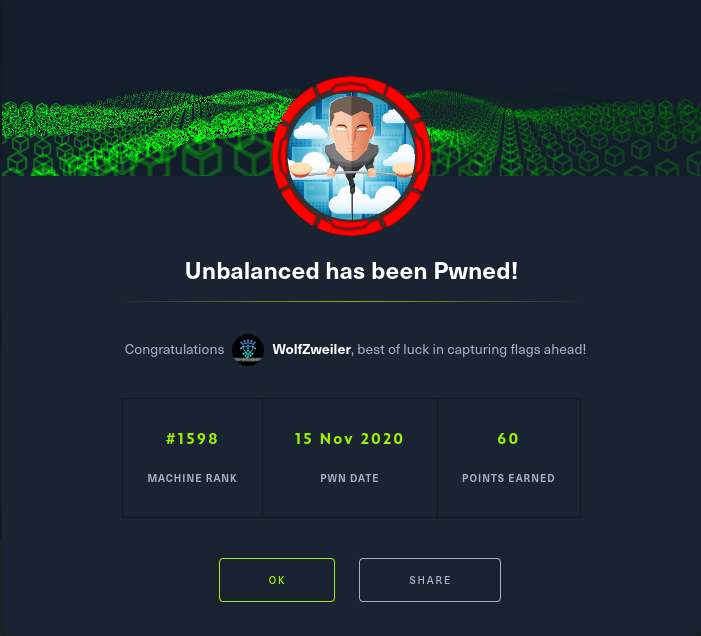 Unbalanced has been Pwned!
Congratulations WolfZweiler, best of luck in capturing flags ahead!
#1598 15 Nov 2020 60
MACHINE RANK PWN DATE POINTS EARNED
OK SHARE